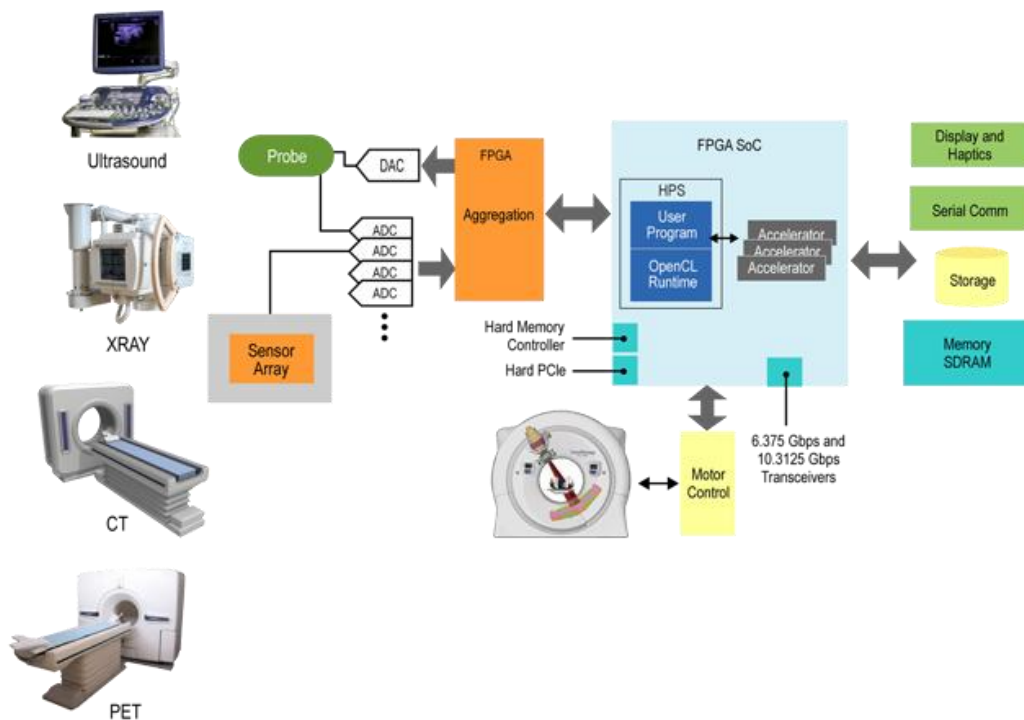 Ultrasound
XRAY
CT
PET
Probe
DAC
ADC
ADC
ADC
ADC
Sensor
Array
FPGA
Aggregation
FPGA SoC
HPS
User
Program
OpenCL
Runtime
Accelerator
Accelerator
Accelerator
Hard Memory
Controller
Hard PCIe
6.375 Gbps and
10.3125 Gbps
Transceivers
Motor
Control
Display and
Haptics
Serial Comm
Storage
Memory
SDRAM